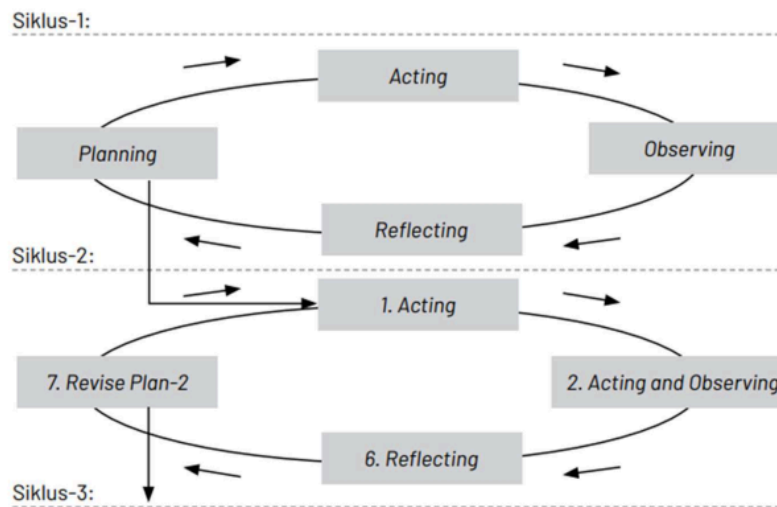 Siklus-1:
Acting
Planning
Observing
Reflecting
Siklus-2:
1. Acting
7. Revise Plan-2
2. Acting and Observing
6. Reflecting
Siklus-3: